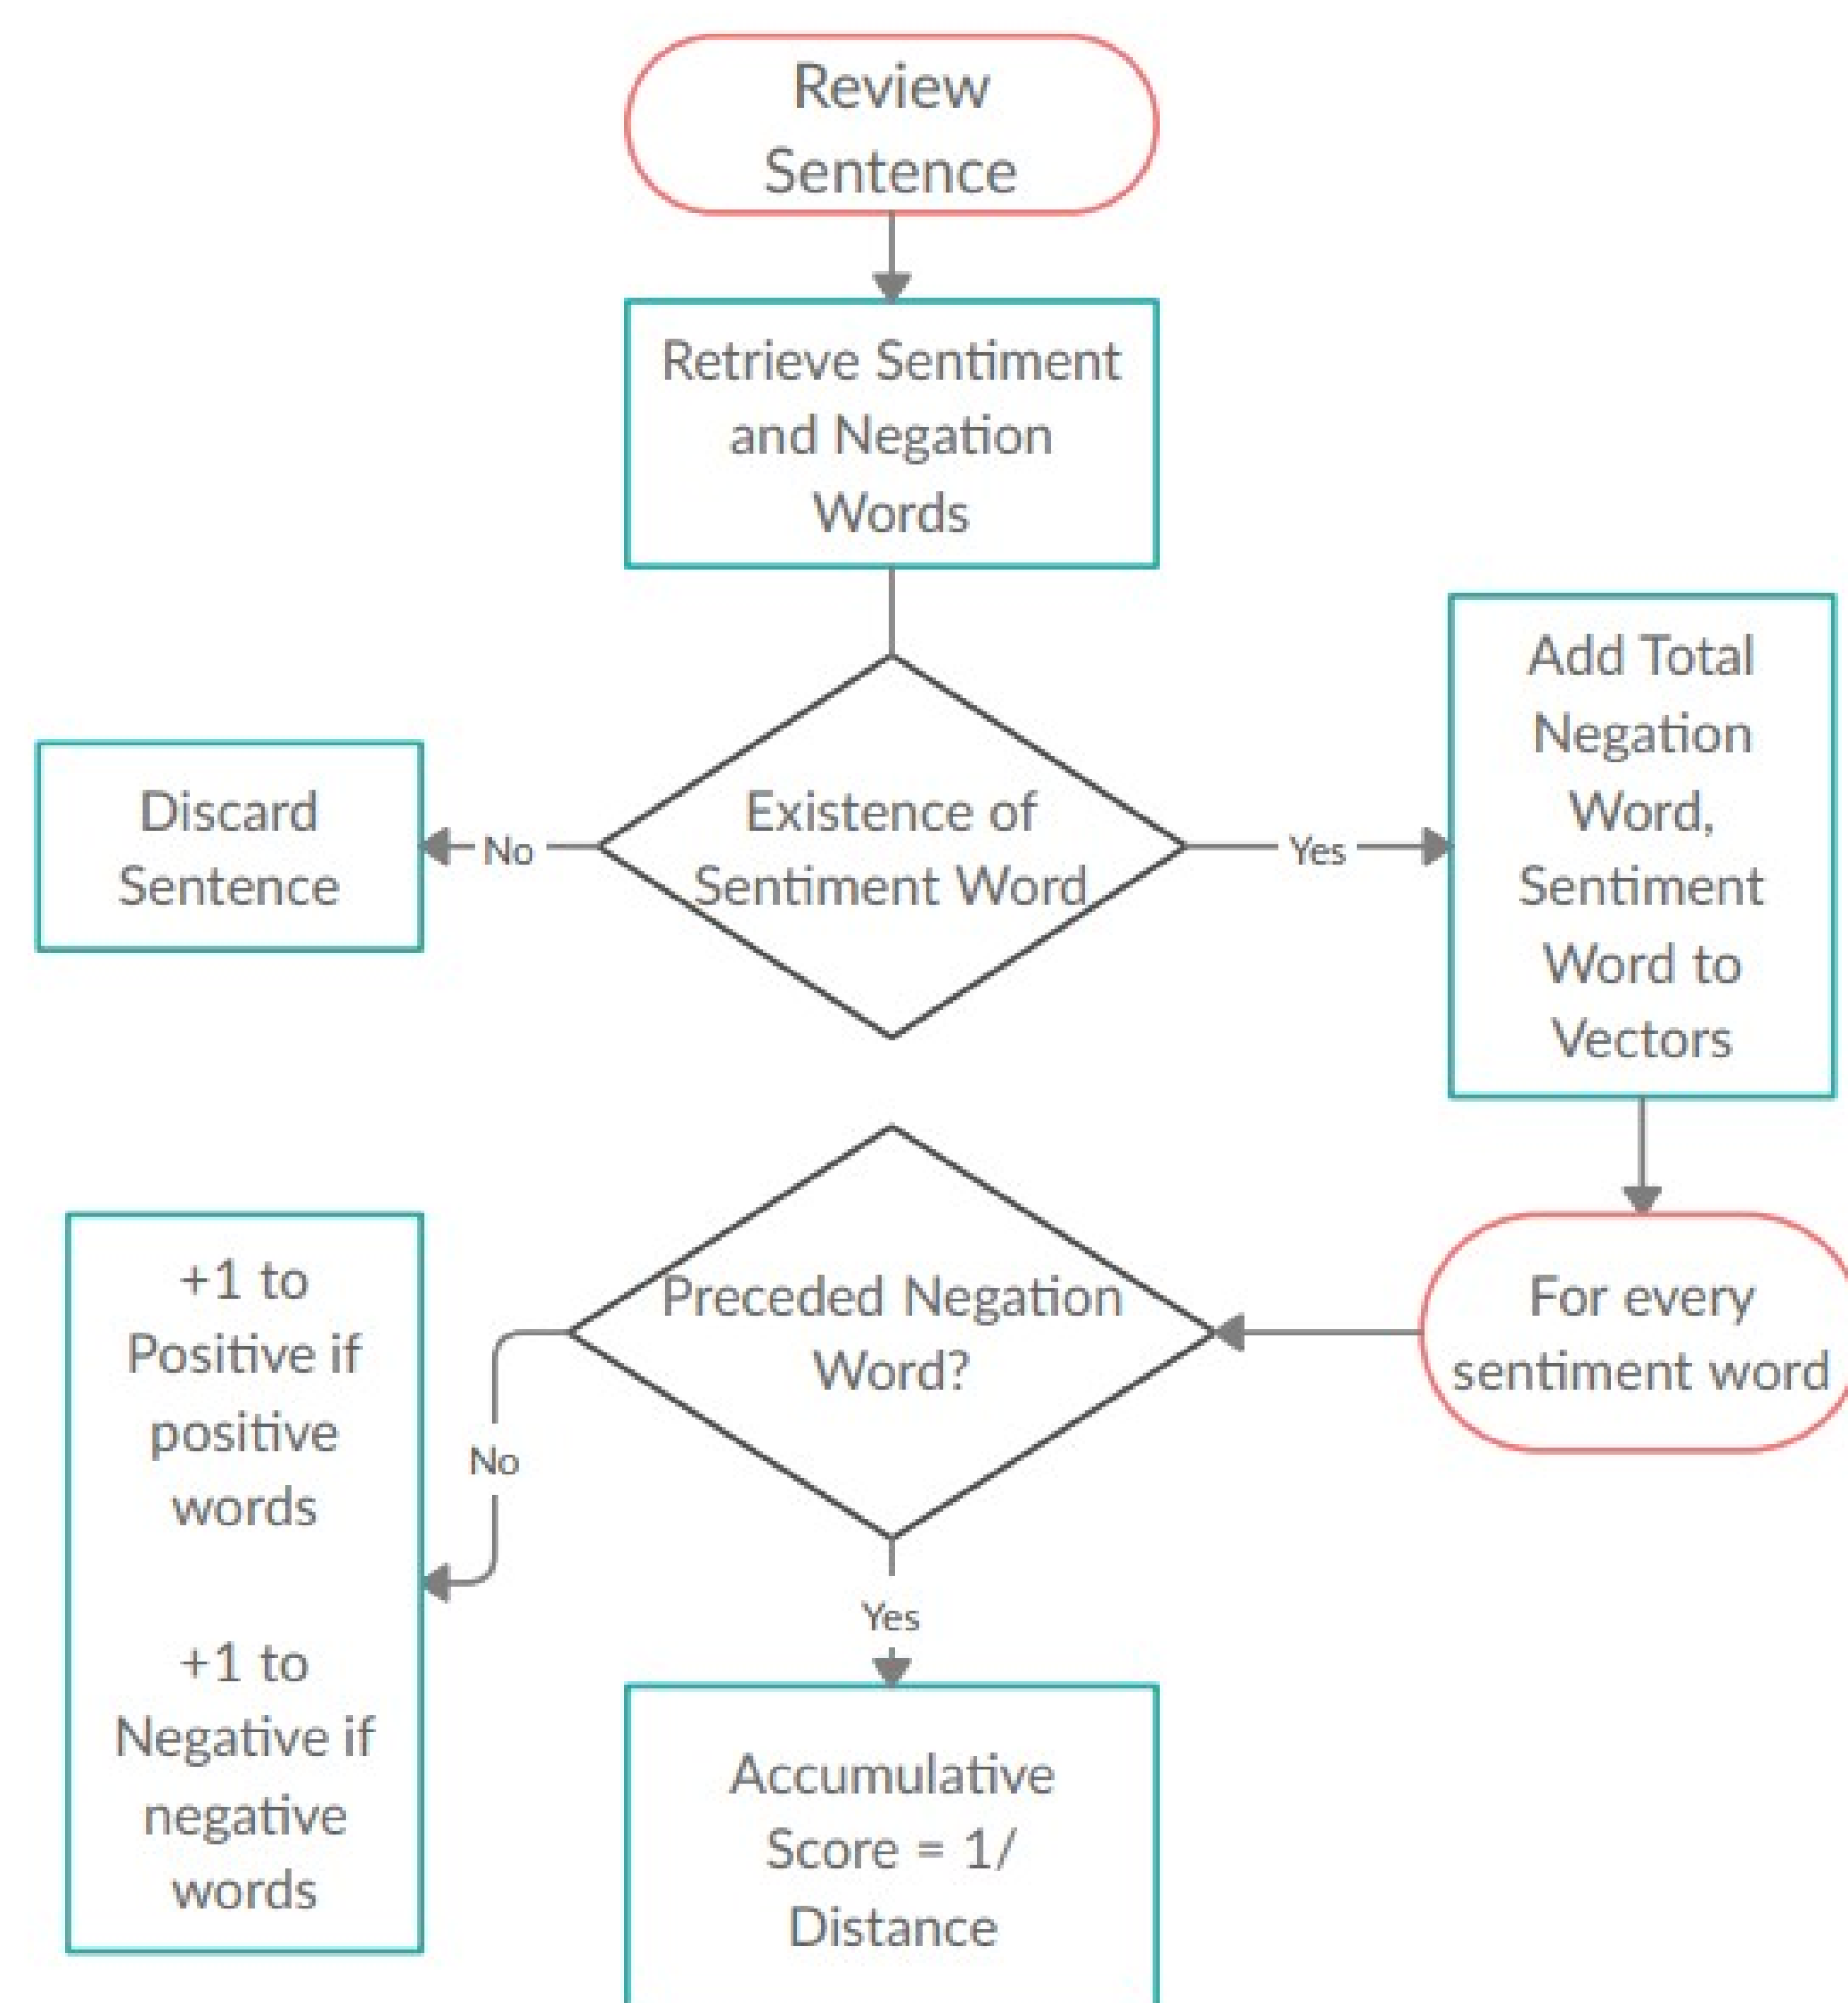 Review
Sentence
Retrieve Sentiment
and Negation
Words
Existence of
Sentiment Word
No
Discard
Sentence
Yes
Add Total
Negation
Word,
Sentiment
Word to
Vectors
For every
sentiment word
Preceded Negation
Word?
No
+1 to
Positive if
positive
words
+1 to
Negative if
negative
words
Yes
Accumulative
Score = 1/
Distance